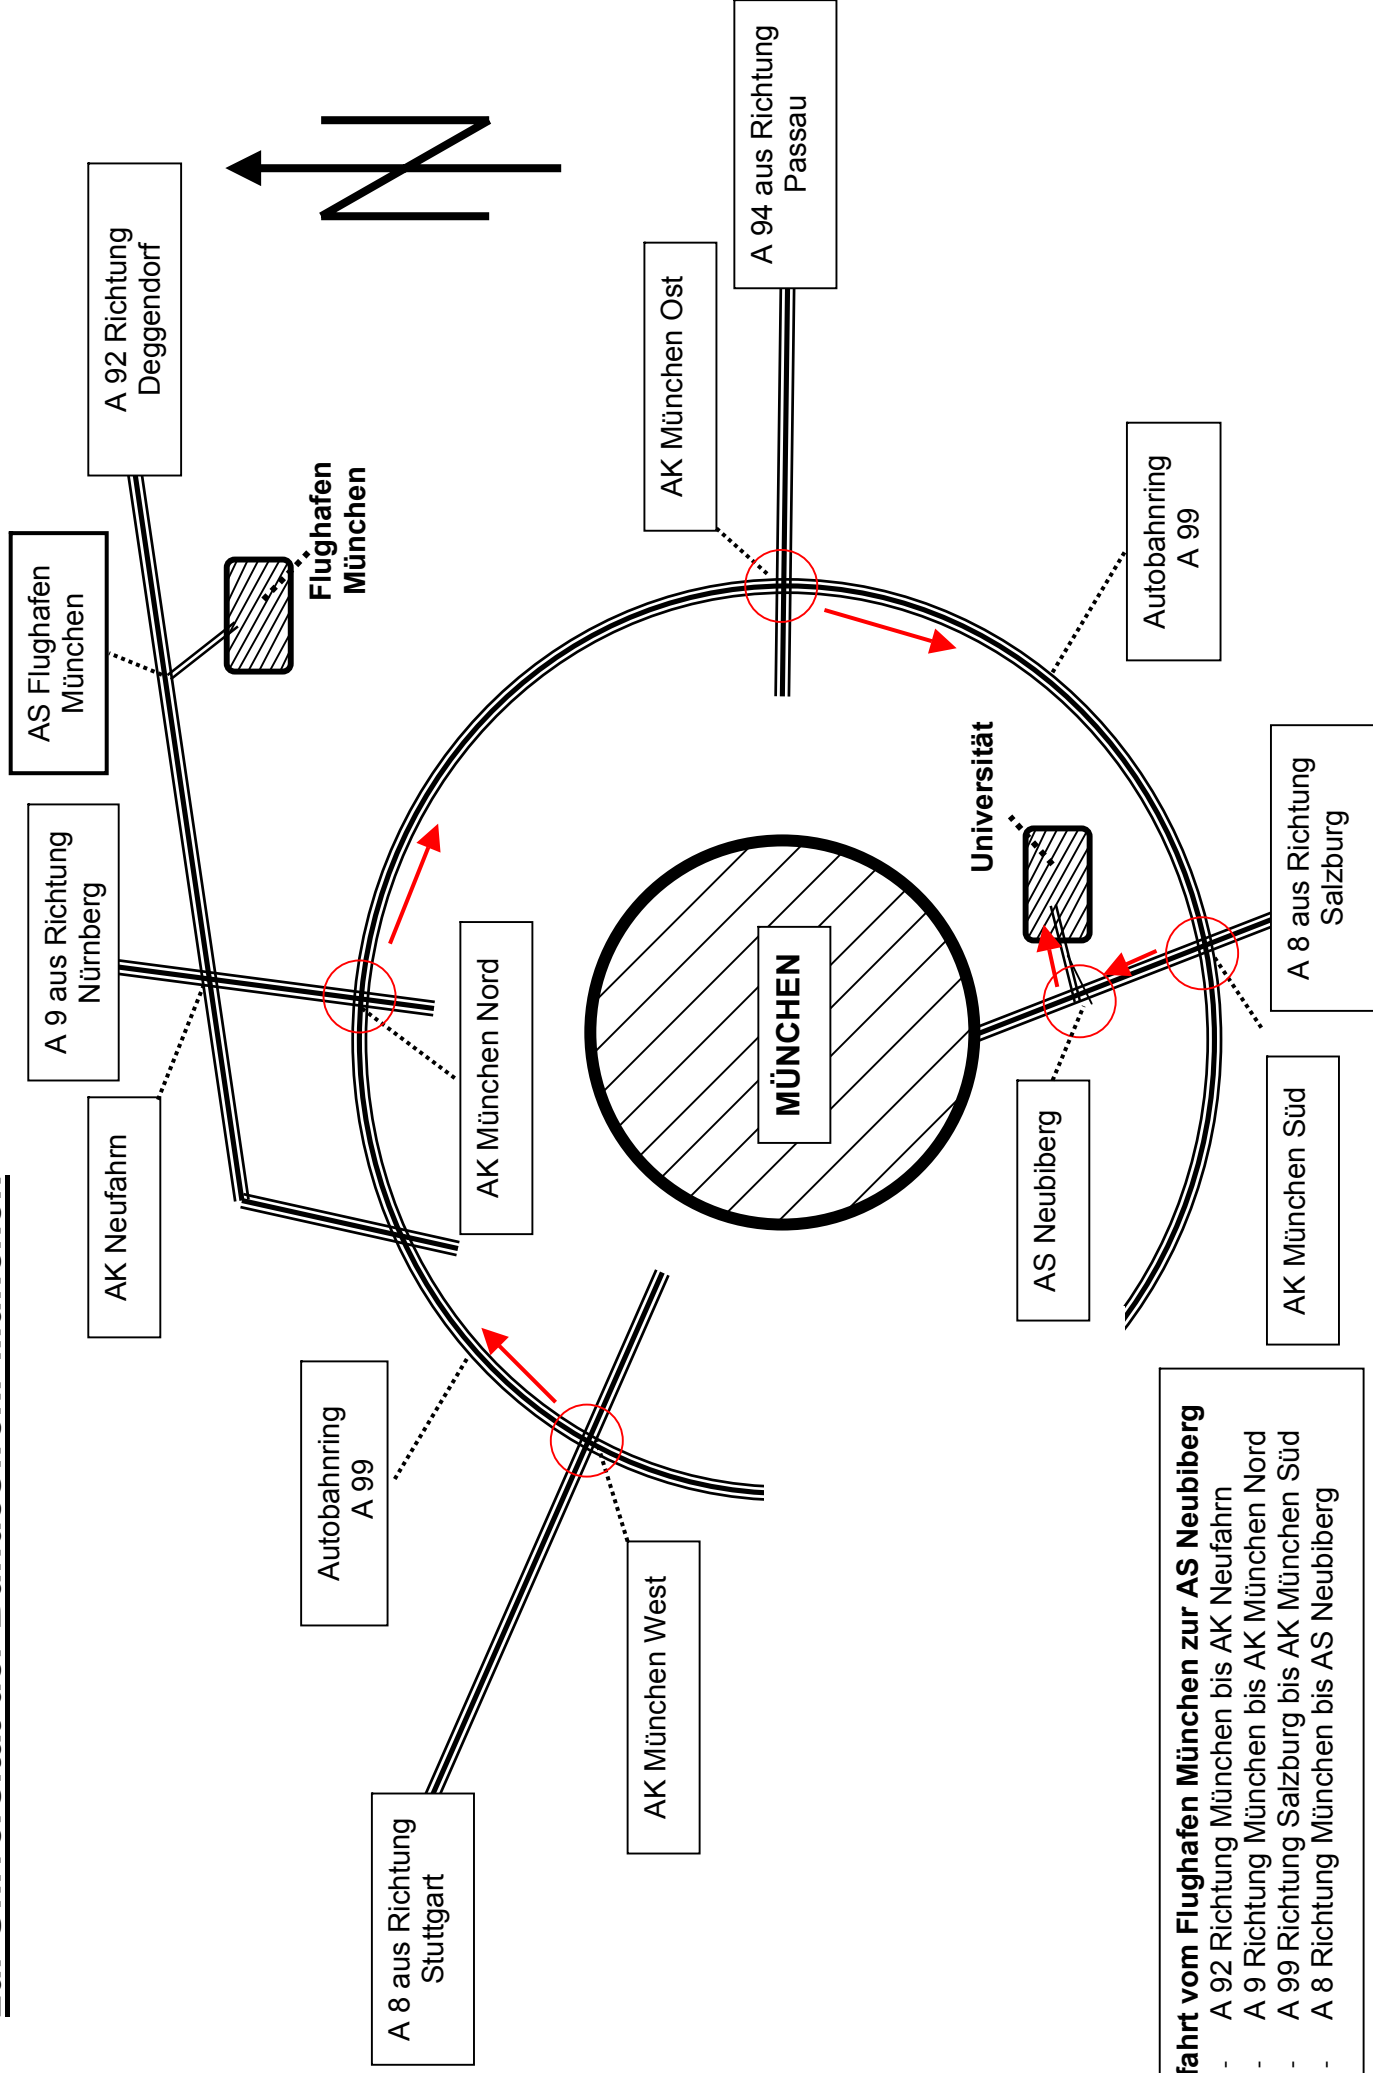 A 92 Richtung
Deggendorf
AS Flughafen
München
Flughafen
München
A 9 aus Richtung
Nürnberg
AK Neufahrn
AK München Nord
AK München Ost
A 94 aus Richtung
Passau
Autobahnring
A 99
A 8 aus Richtung
Stuttgart
AK München West
MÜNCHEN
Universität
Autobahnring
A 99
AS Neubiberg
A 8 aus Richtung
Salzburg
AK München Süd
fahrt vom Flughafen München zur AS Neubiberg
- A 92 Richtung München bis AK Neufahrn
- A 9 Richtung München bis AK München Nord
- A 99 Richtung Salzburg bis AK München Süd
- A 8 Richtung München bis AS Neubiberg